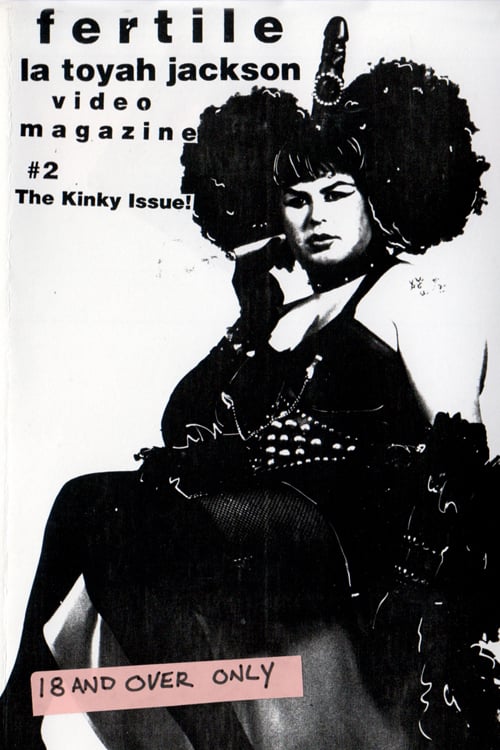 fertile
la toyah jackson
video
magazine
#2
The Kinky Issue!
18 AND OVER ONLY